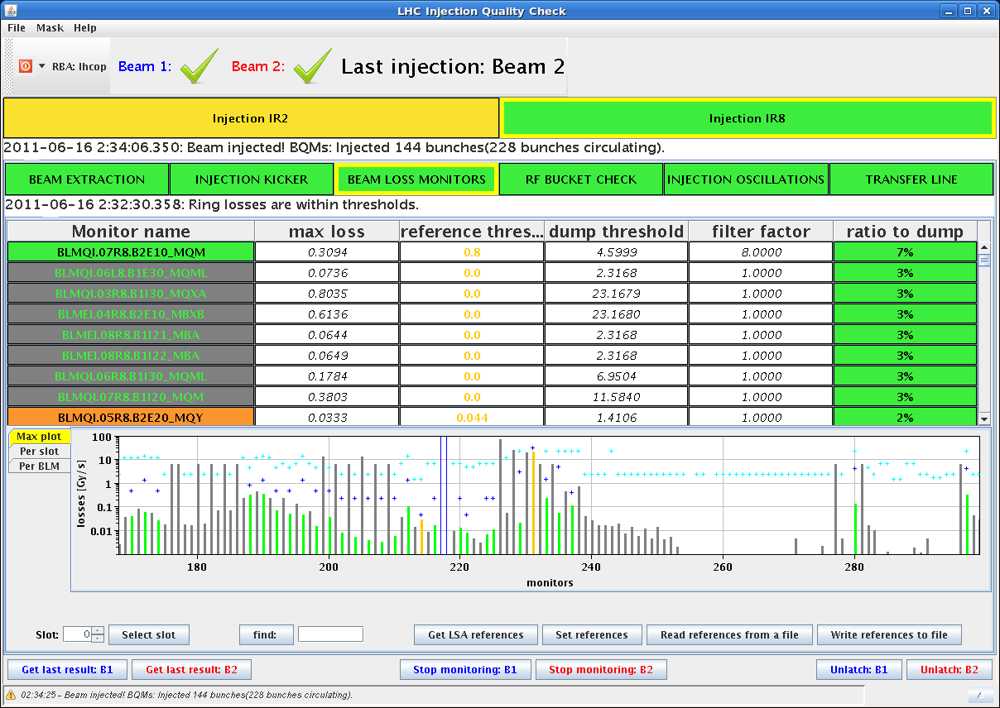 LHC Injection Quality Check
File Mask Help
RBA: lhcop Beam 1: Beam 2: Last injection: Beam 2
Injection IR2 Injection IR8
2011-06-16 2:34:06.350: Beam injected! BQMs: Injected 144 bunches(228 bunches circulating).
BEAM EXTRACTION INJECTION KICKER BEAM LOSS MONITORS RF BUCKET CHECK INJECTION OSCILLATIONS TRANSFER LINE
2011-06-16 2:32:30.358: Ring losses are within thresholds.
Monitor name max loss reference thres... dump threshold filter factor ratio to dump
BLMQI.07R8.B2E10_MQM 0.3094 0.8 4.5999 8.0000 7%
BLMQI.06L8.B1E30_MQML 0.0736 0.0 2.3168 1.0000 3%
BLMQI.03R8.B1I30_MQXA 0.8035 0.0 23.1679 1.0000 3%
BLMEI.04R8.B2E10_MBXB 0.6136 0.0 23.1680 1.0000 3%
BLMEI.08R8.B1I21_MBA 0.0644 0.0 2.3168 1.0000 3%
BLMEI.08R8.B1I22_MBA 0.0649 0.0 2.3168 1.0000 3%
BLMQI.06R8.B1I30_MQML 0.1784 0.0 6.9504 1.0000 3%
BLMQI.07R8.B1I20_MQM 0.3803 0.0 11.5840 1.0000 3%
BLMQI.05R8.B2E20_MQY 0.0333 0.044 1.4106 1.0000 2%
Max plot
Per slot
Per BLM
losses [Gy/s]
100
10
1
0.1
0.01
180 200 220 240 260 280
monitors
Slot: 0 Select slot find: Get LSA references Set references Read references from a file Write references to file
Get last result: B1 Get last result: B2 Stop monitoring: B1 Stop monitoring: B2 Unlatch: B1 Unlatch: B2
02:34:25 - Beam injected! BQMs: Injected 144 bunches(228 bunches circulating).